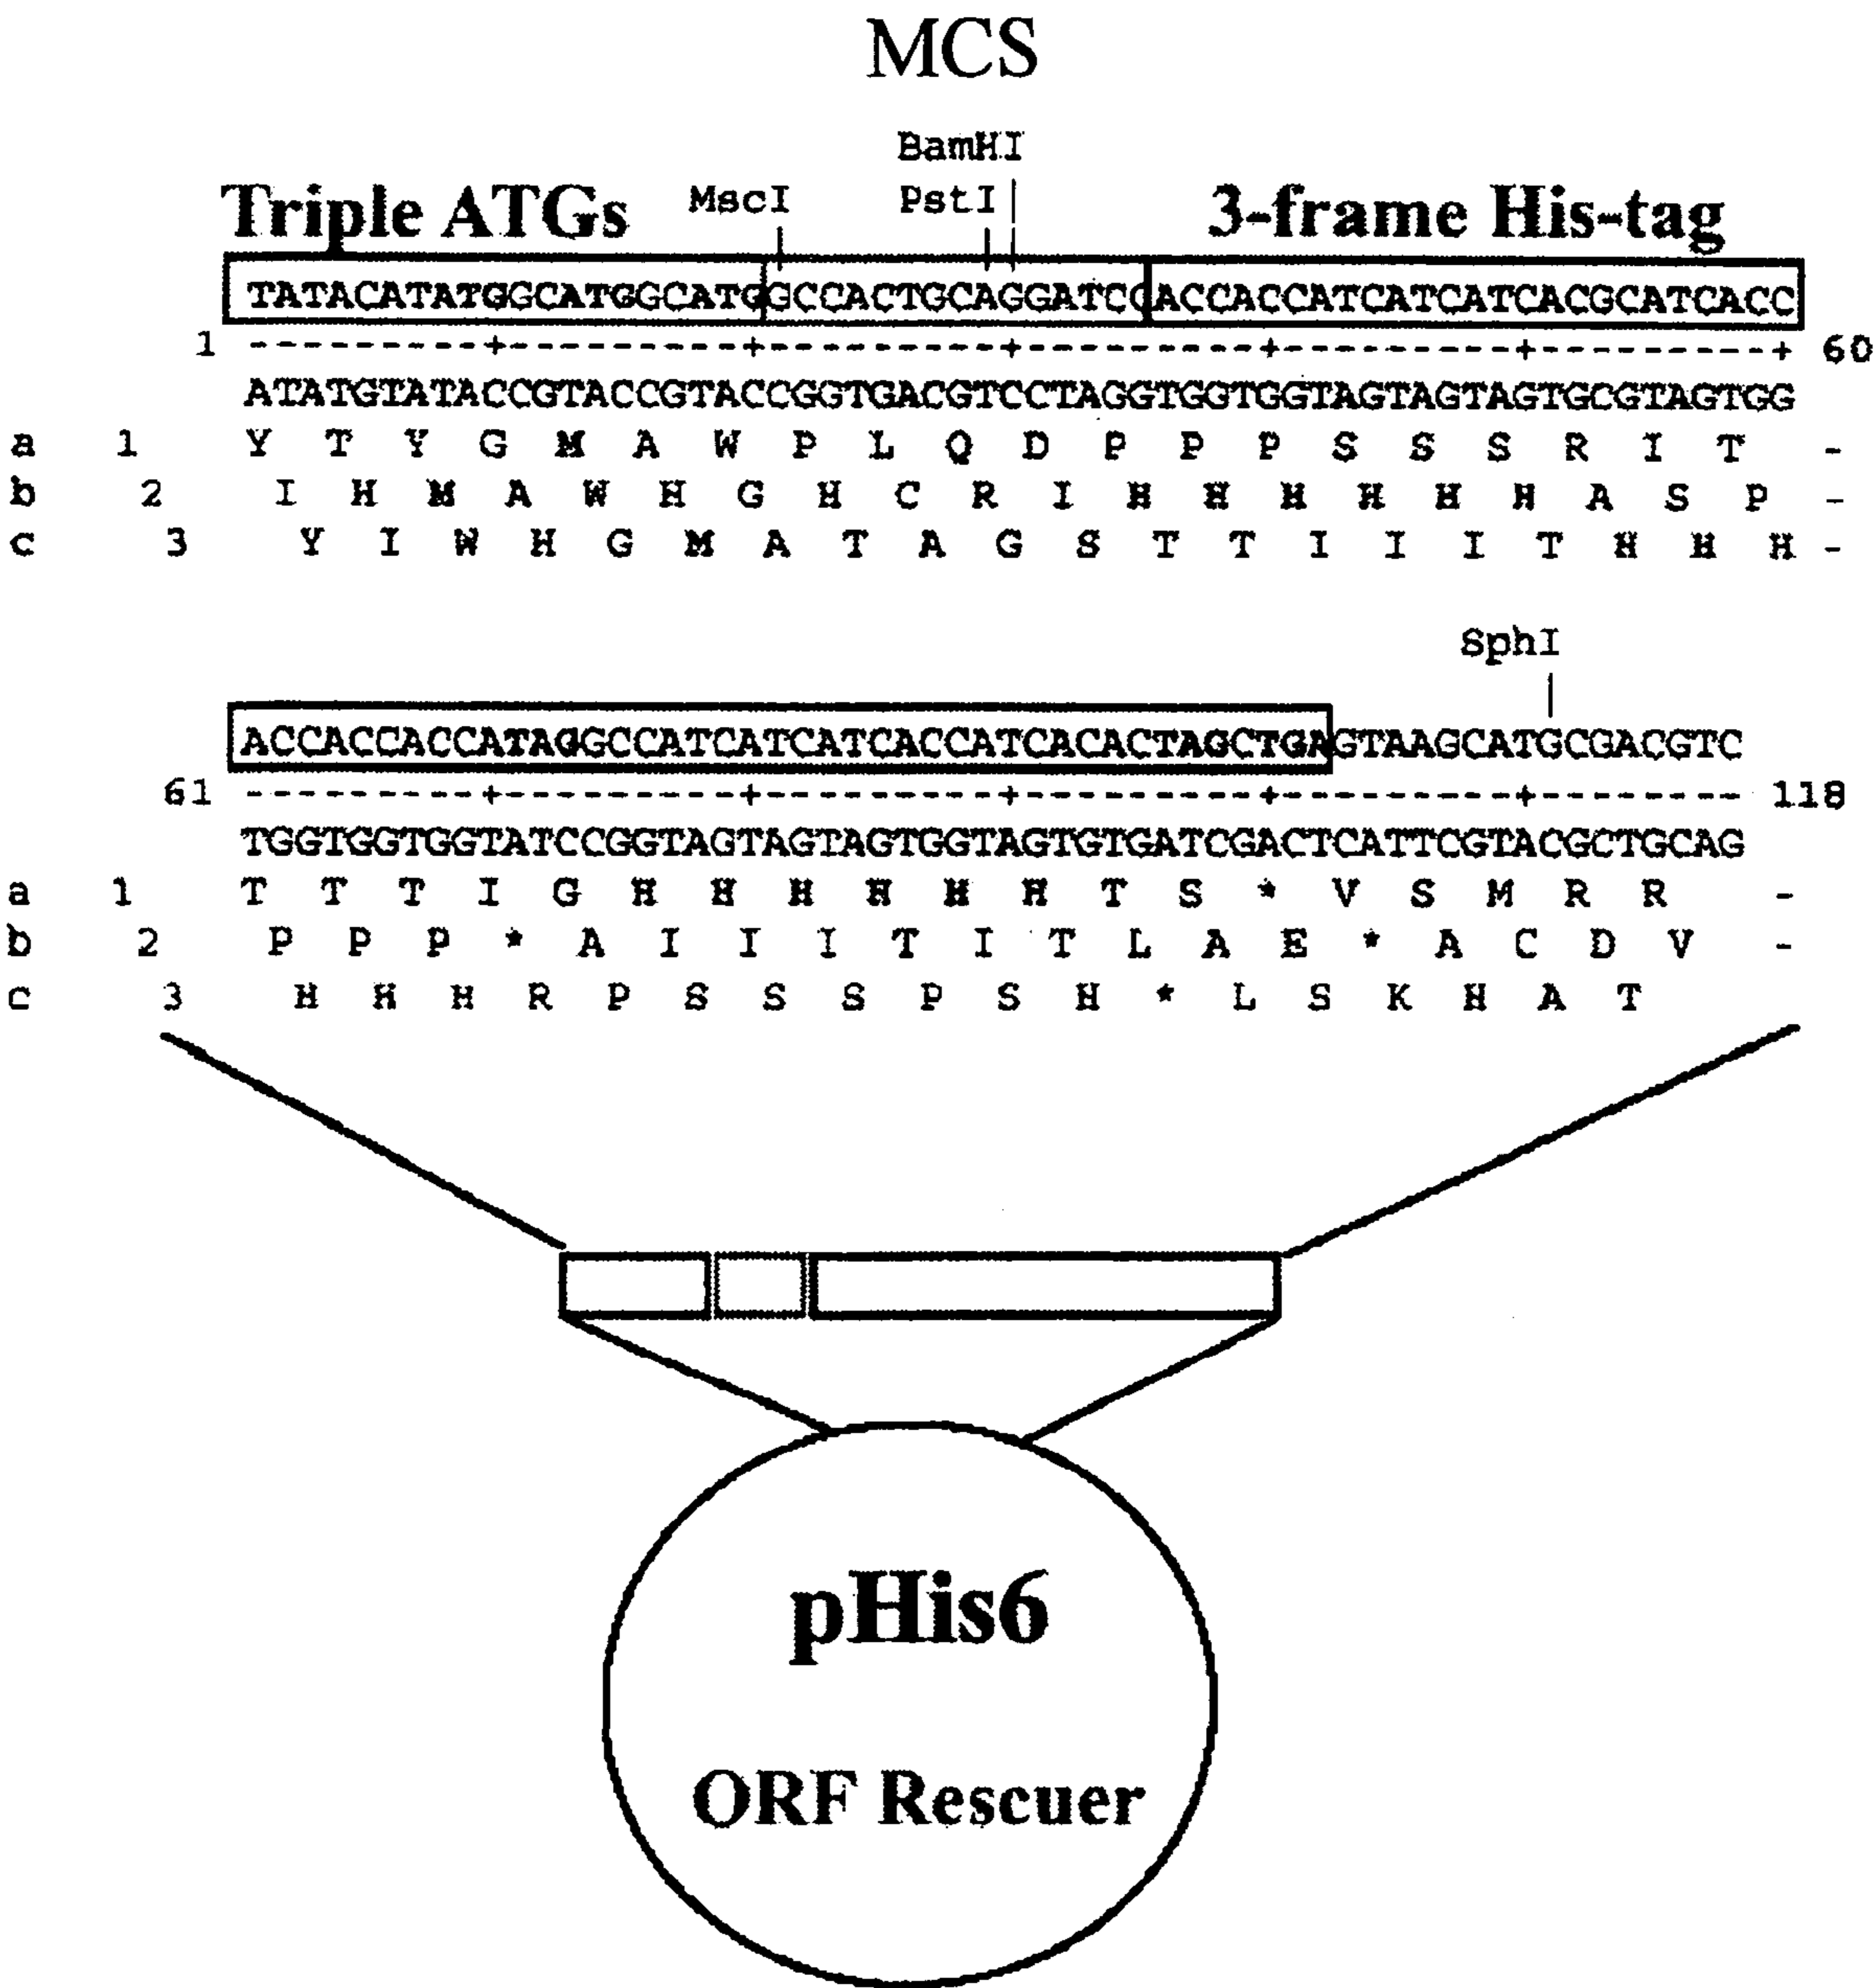 MCS
BamHI
Triple ATGs MscI PstI 3-frame His-tag
TATACATATGGCATGGCATGGCCACTGCAGGATCCACCACCATCATCATCACGCATCACC
1 ---------+---------+---------+---------+---------+---------+ 60
ATATGTATACCGTACCGTACCGGTGACGTCCTAGGTGGTGGTAGTAGTAGTGCGTAGTGG
a 1 Y T Y G M A W P L Q D P P P S S S R I T -
b 2 I H M A W H G H C R I H H H H H H A S P -
c 3 Y I W H G M A T A G S T T I I I T H H H -
SphI
ACCACCACCATAGGCCATCATCATCACCATCACACTAGCTGAGTAAGCATGCGACGTC
61 ---------+---------+---------+---------+---------+-------- 118
TGGTGGTGGTATCCGGTAGTAGTAGTGGTAGTGTGATCGACTCATTCGTACGCTGCAG
a 1 T T T I G H H H H H H T S * V S M R R -
b 2 P P P * A I I I T I T L A E * A C D V -
c 3 H H H R P S S S P S H * L S K H A T
pHis6
ORF Rescuer